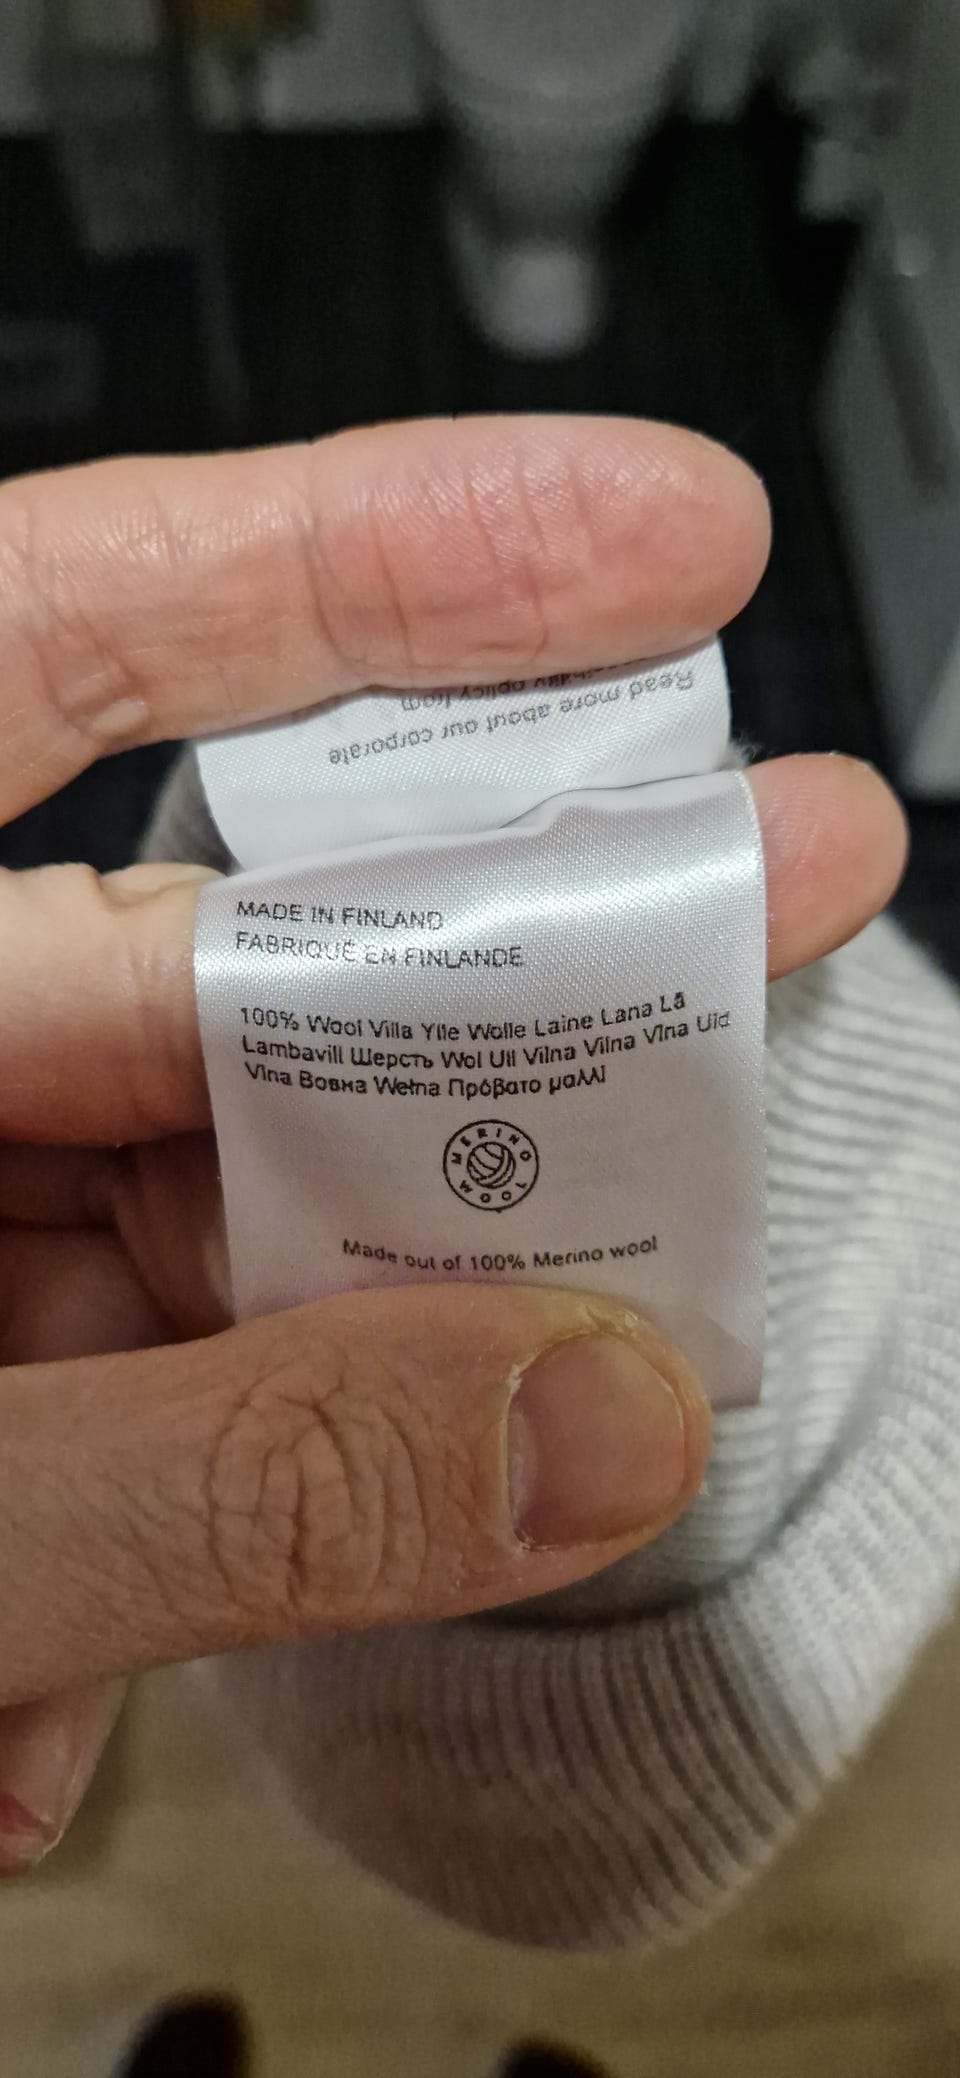 Read more about our corporate
policy from
MADE IN FINLAND
FABRIQUÉ EN FINLANDE
100% Wool Villa Ylle Wolle Laine Lana Lã
Lambavill Шерсть Wol Ull Vilna Vilna Vlna Uld
Vlna Вовна Wełna Πρόβατο μαλλί
MERINO
WOOL
Made out of 100% Merino wool